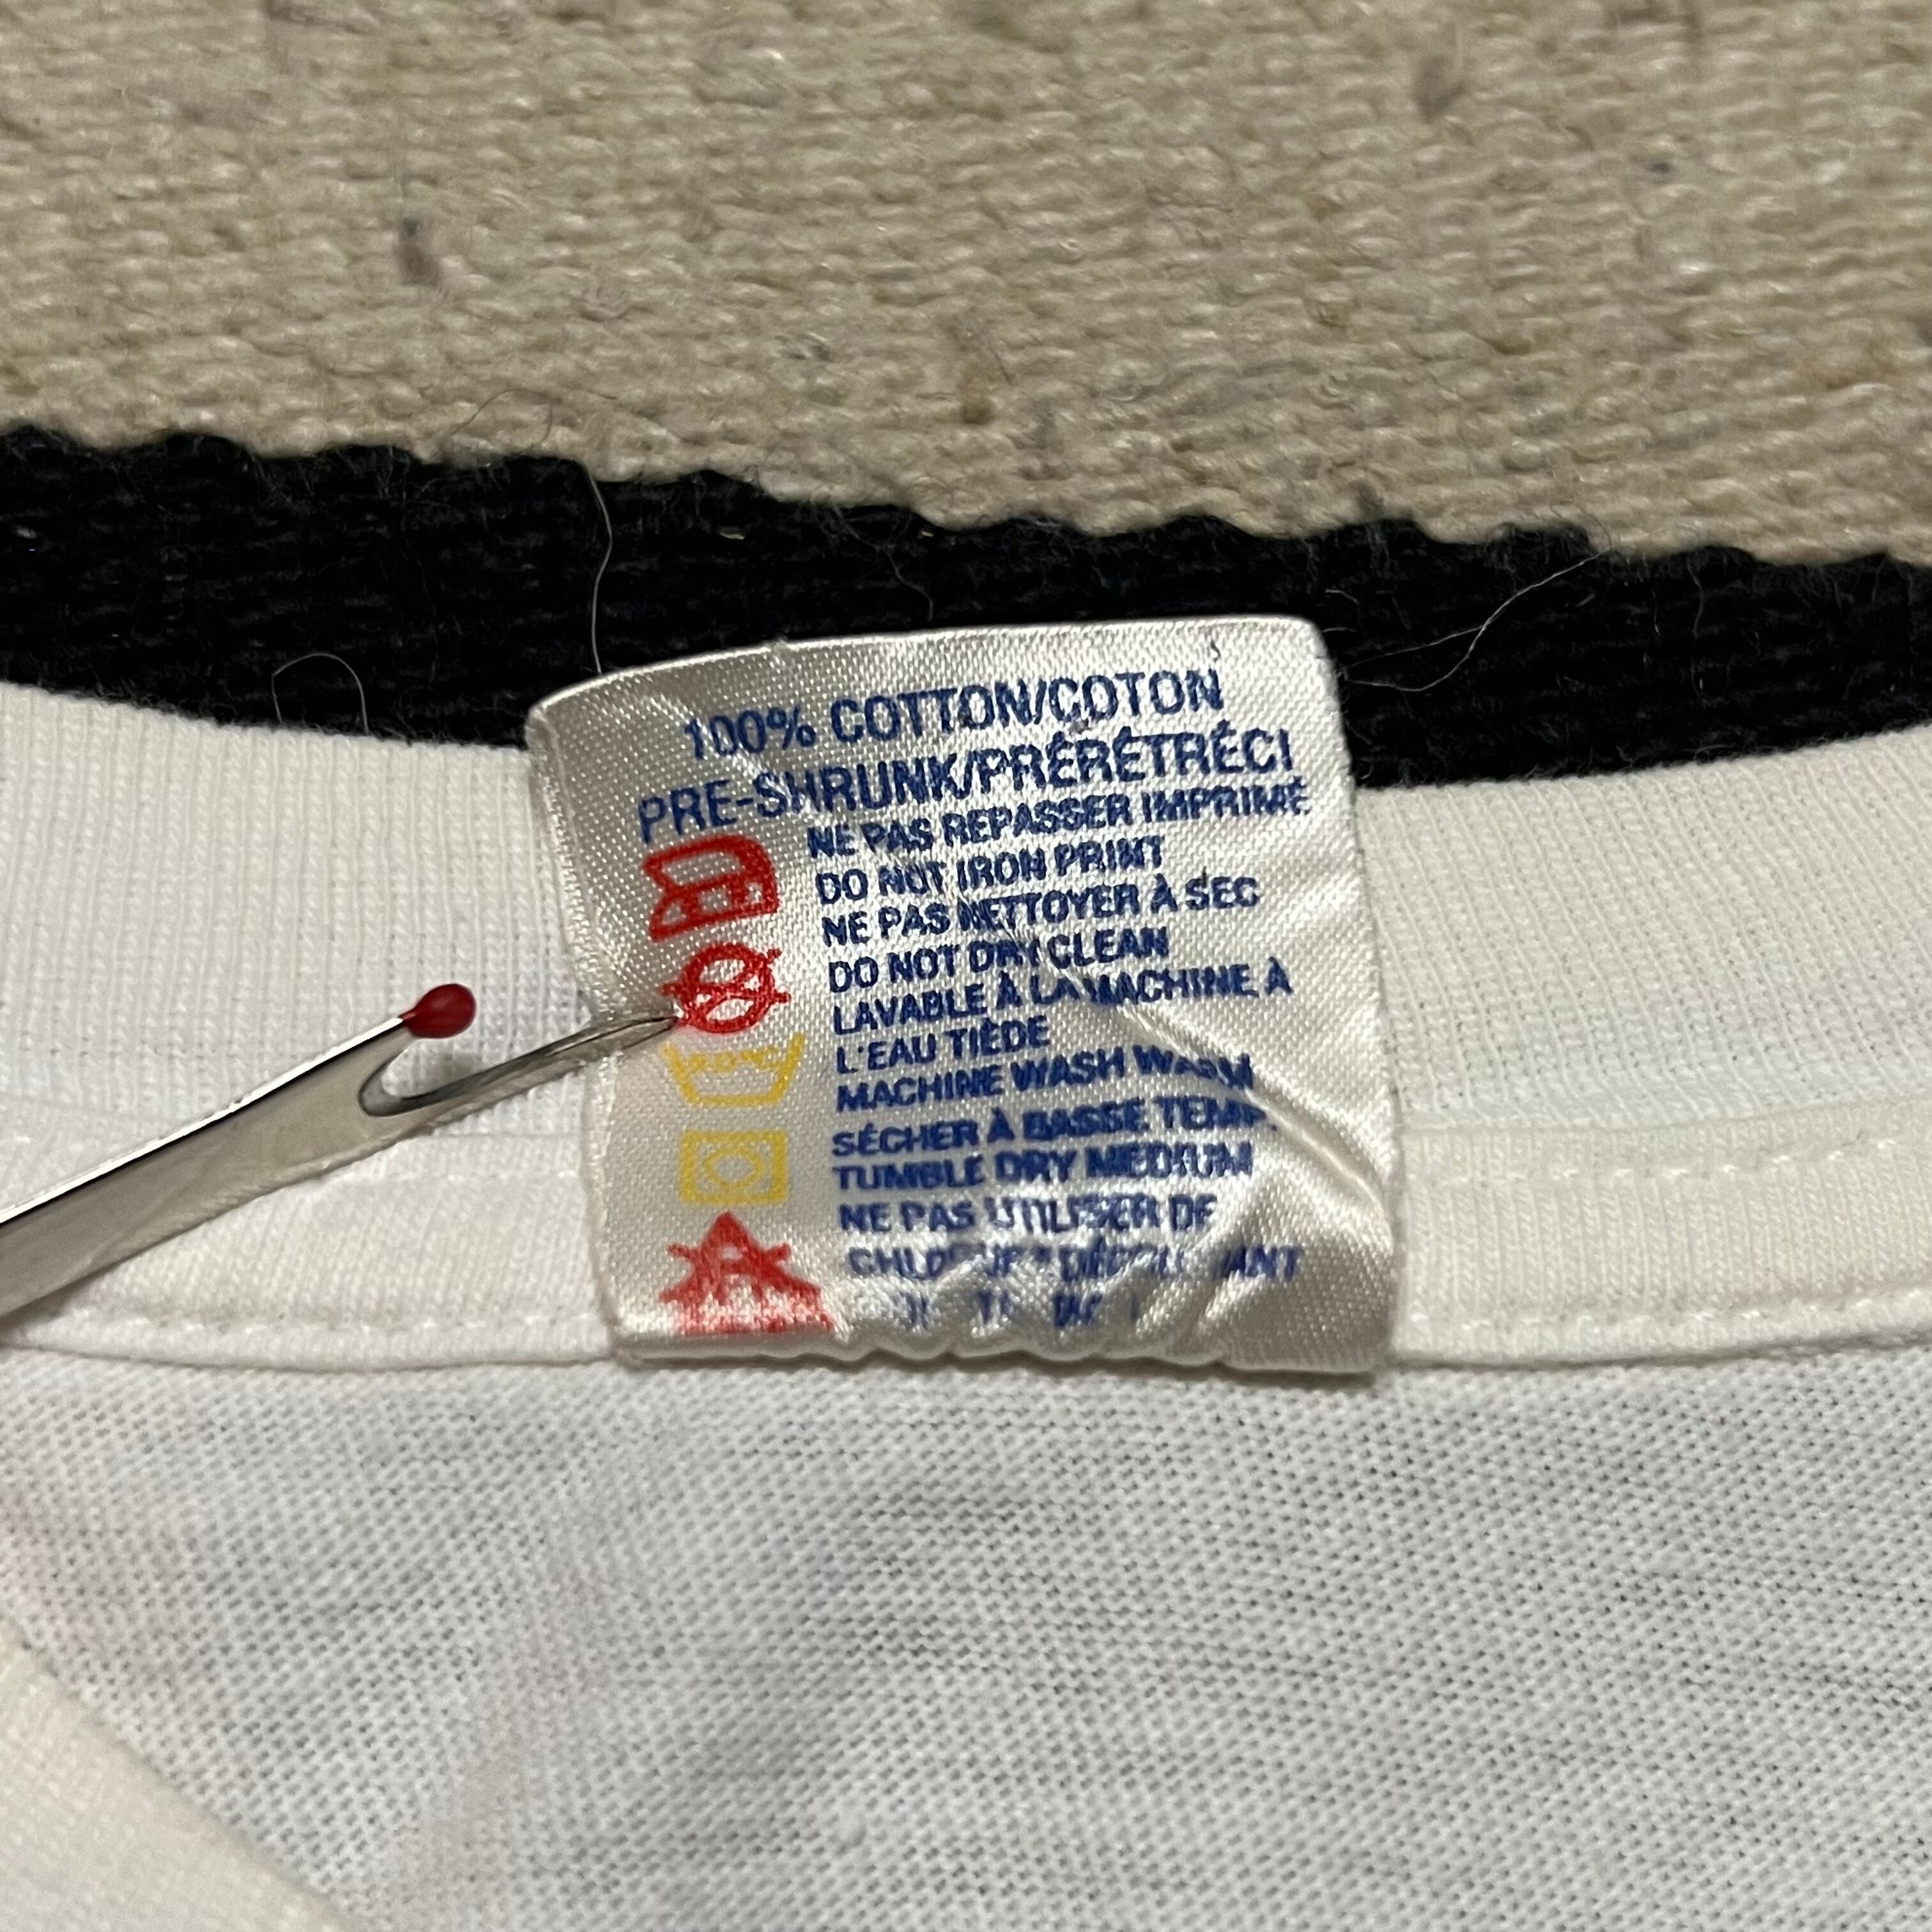 100% COTTON/COTON
PRE-SHRUNK/PRÉRÉTRÉCI
NE PAS REPASSER IMPRIMÉ
DO NOT IRON PRINT
NE PAS NETTOYER À SEC
DO NOT DRY CLEAN
LAVABLE À LA MACHINE À
L'EAU TIÈDE
MACHINE WASH WARM
SÉCHER À BASSE TEMP.
TUMBLE DRY MEDIUM
NE PAS UTILISER DE